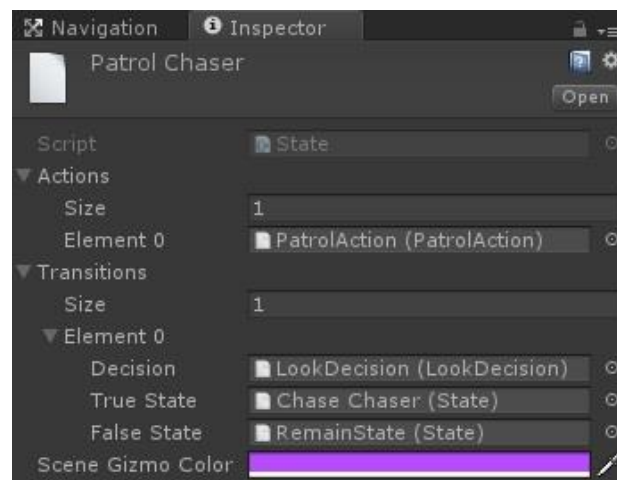 Navigation Inspector
Patrol Chaser
Open
Script State
Actions
Size 1
Element 0 PatrolAction (PatrolAction)
Transitions
Size 1
Element 0
Decision LookDecision (LookDecision)
True State Chase Chaser (State)
False State RemainState (State)
Scene Gizmo Color